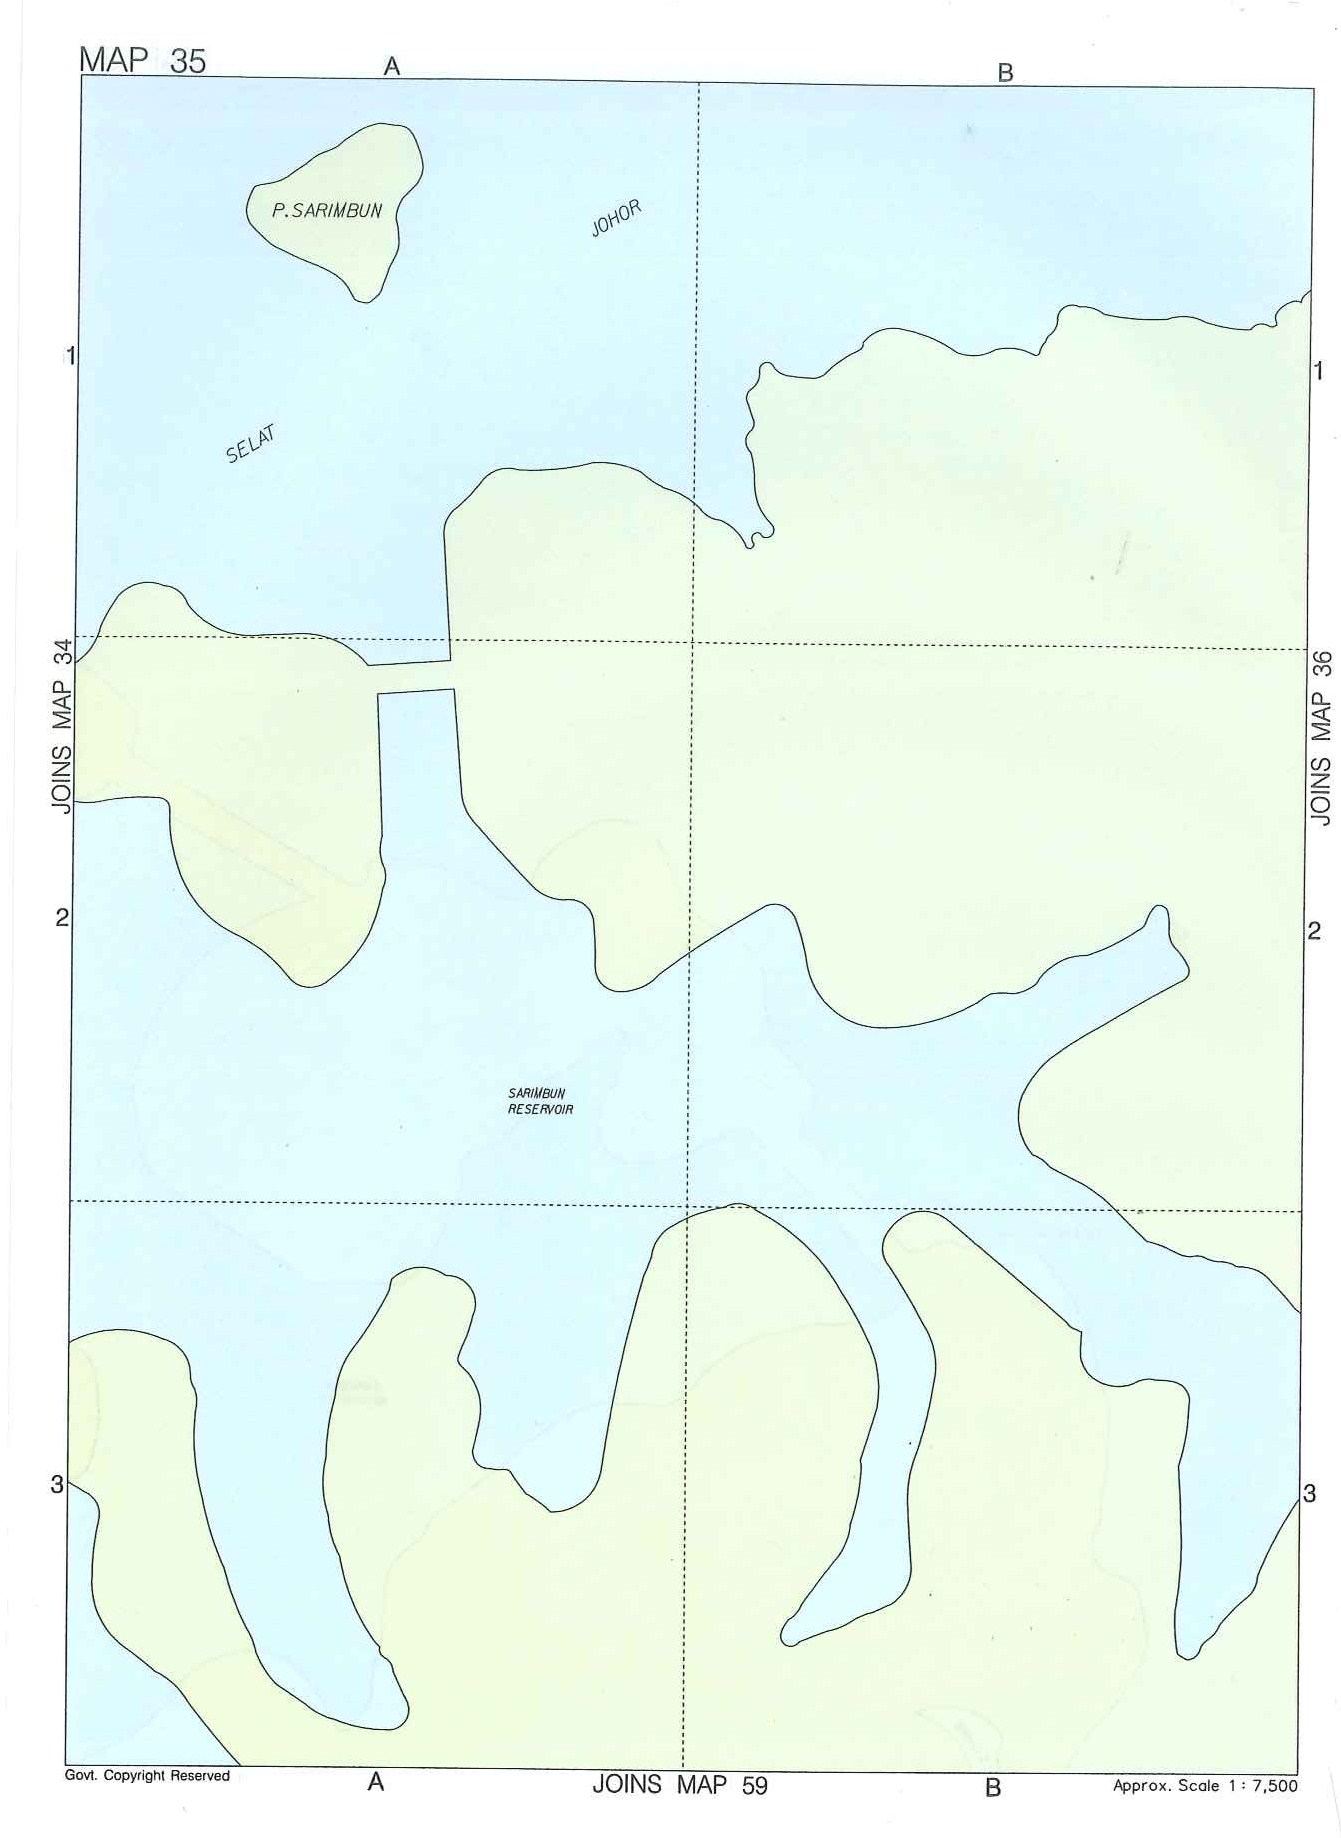 MAP 35
A
B
P.SARIMBUN
JOHOR
1
1
SELAT
JOINS MAP 34
JOINS MAP 36
2
2
SARIMBUN
RESERVOIR
3
3
Govt. Copyright Reserved
A
JOINS MAP 59
B
Approx. Scale 1 : 7,500